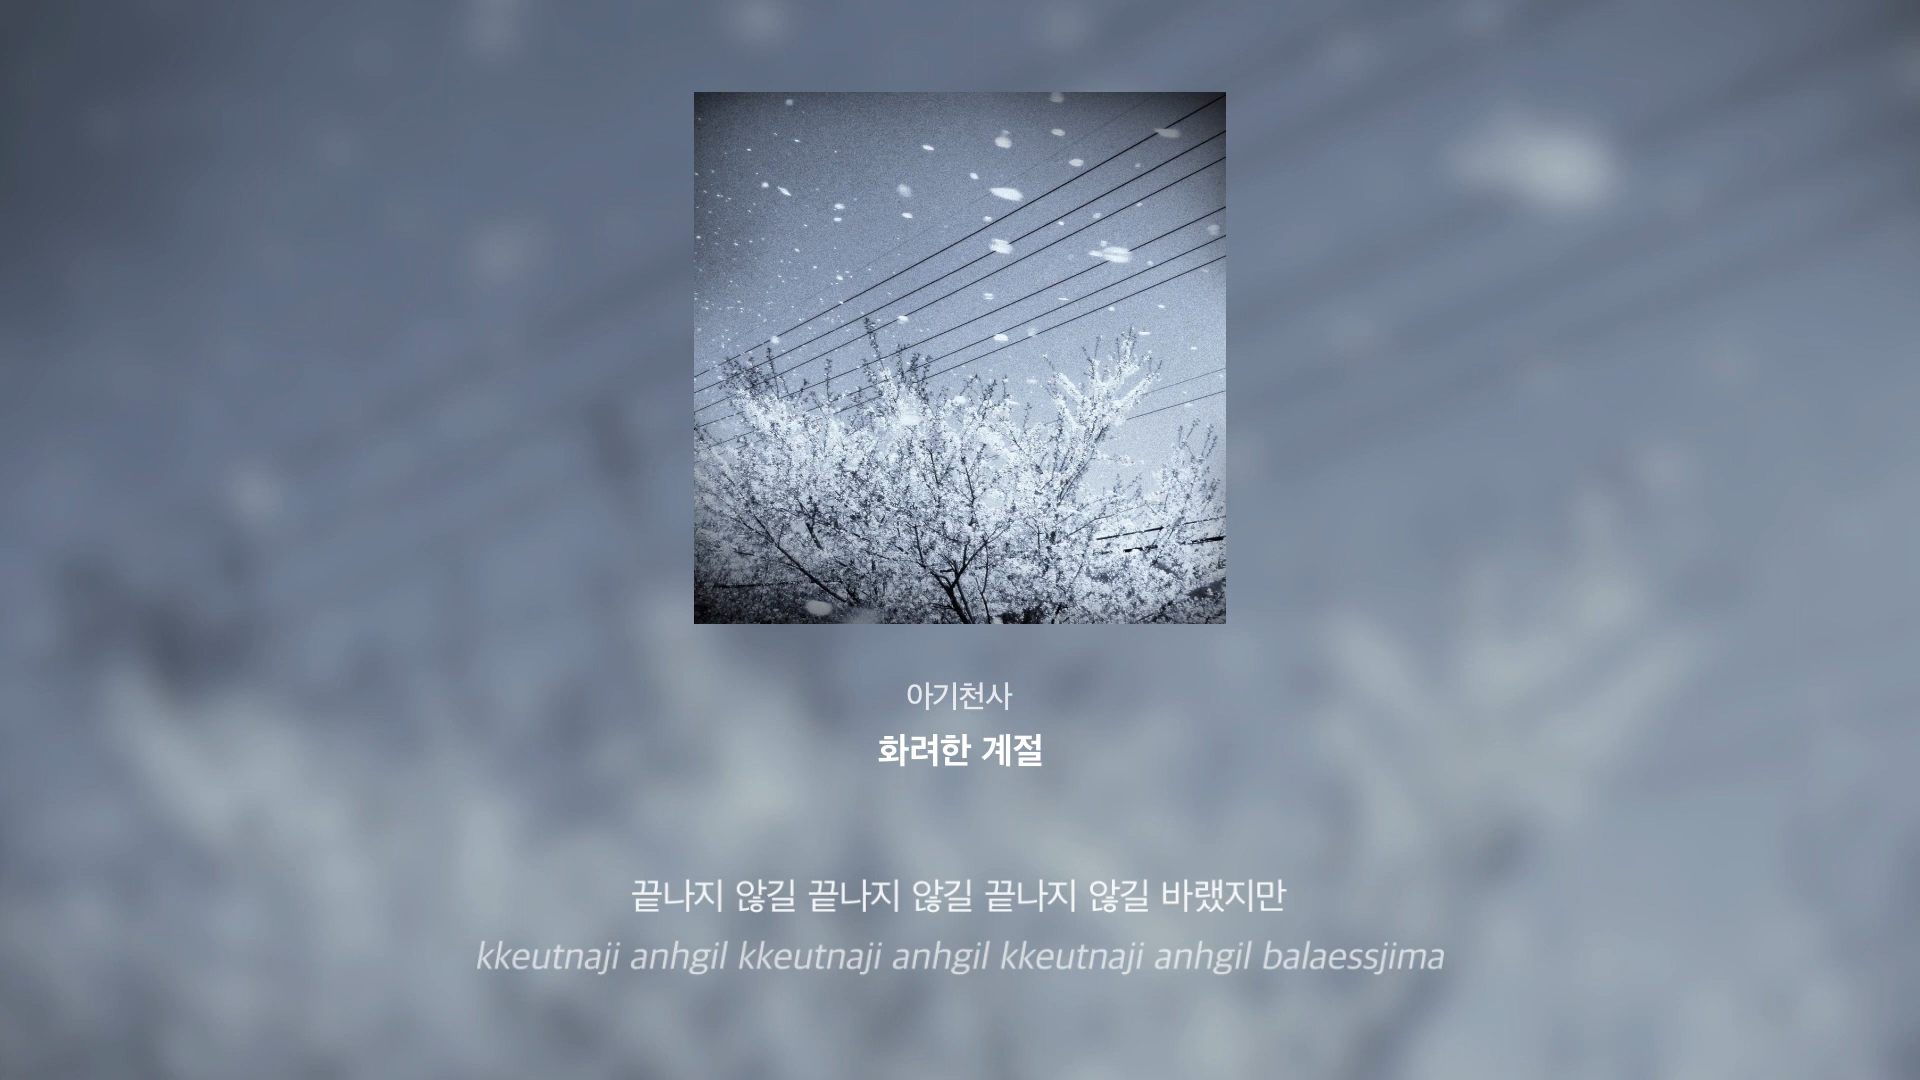 아기천사
화려한 계절
끝나지 않길 끝나지 않길 끝나지 않길 바랬지만
kkeutnaji anhgil kkeutnaji anhgil kkeutnaji anhgil balaessjima